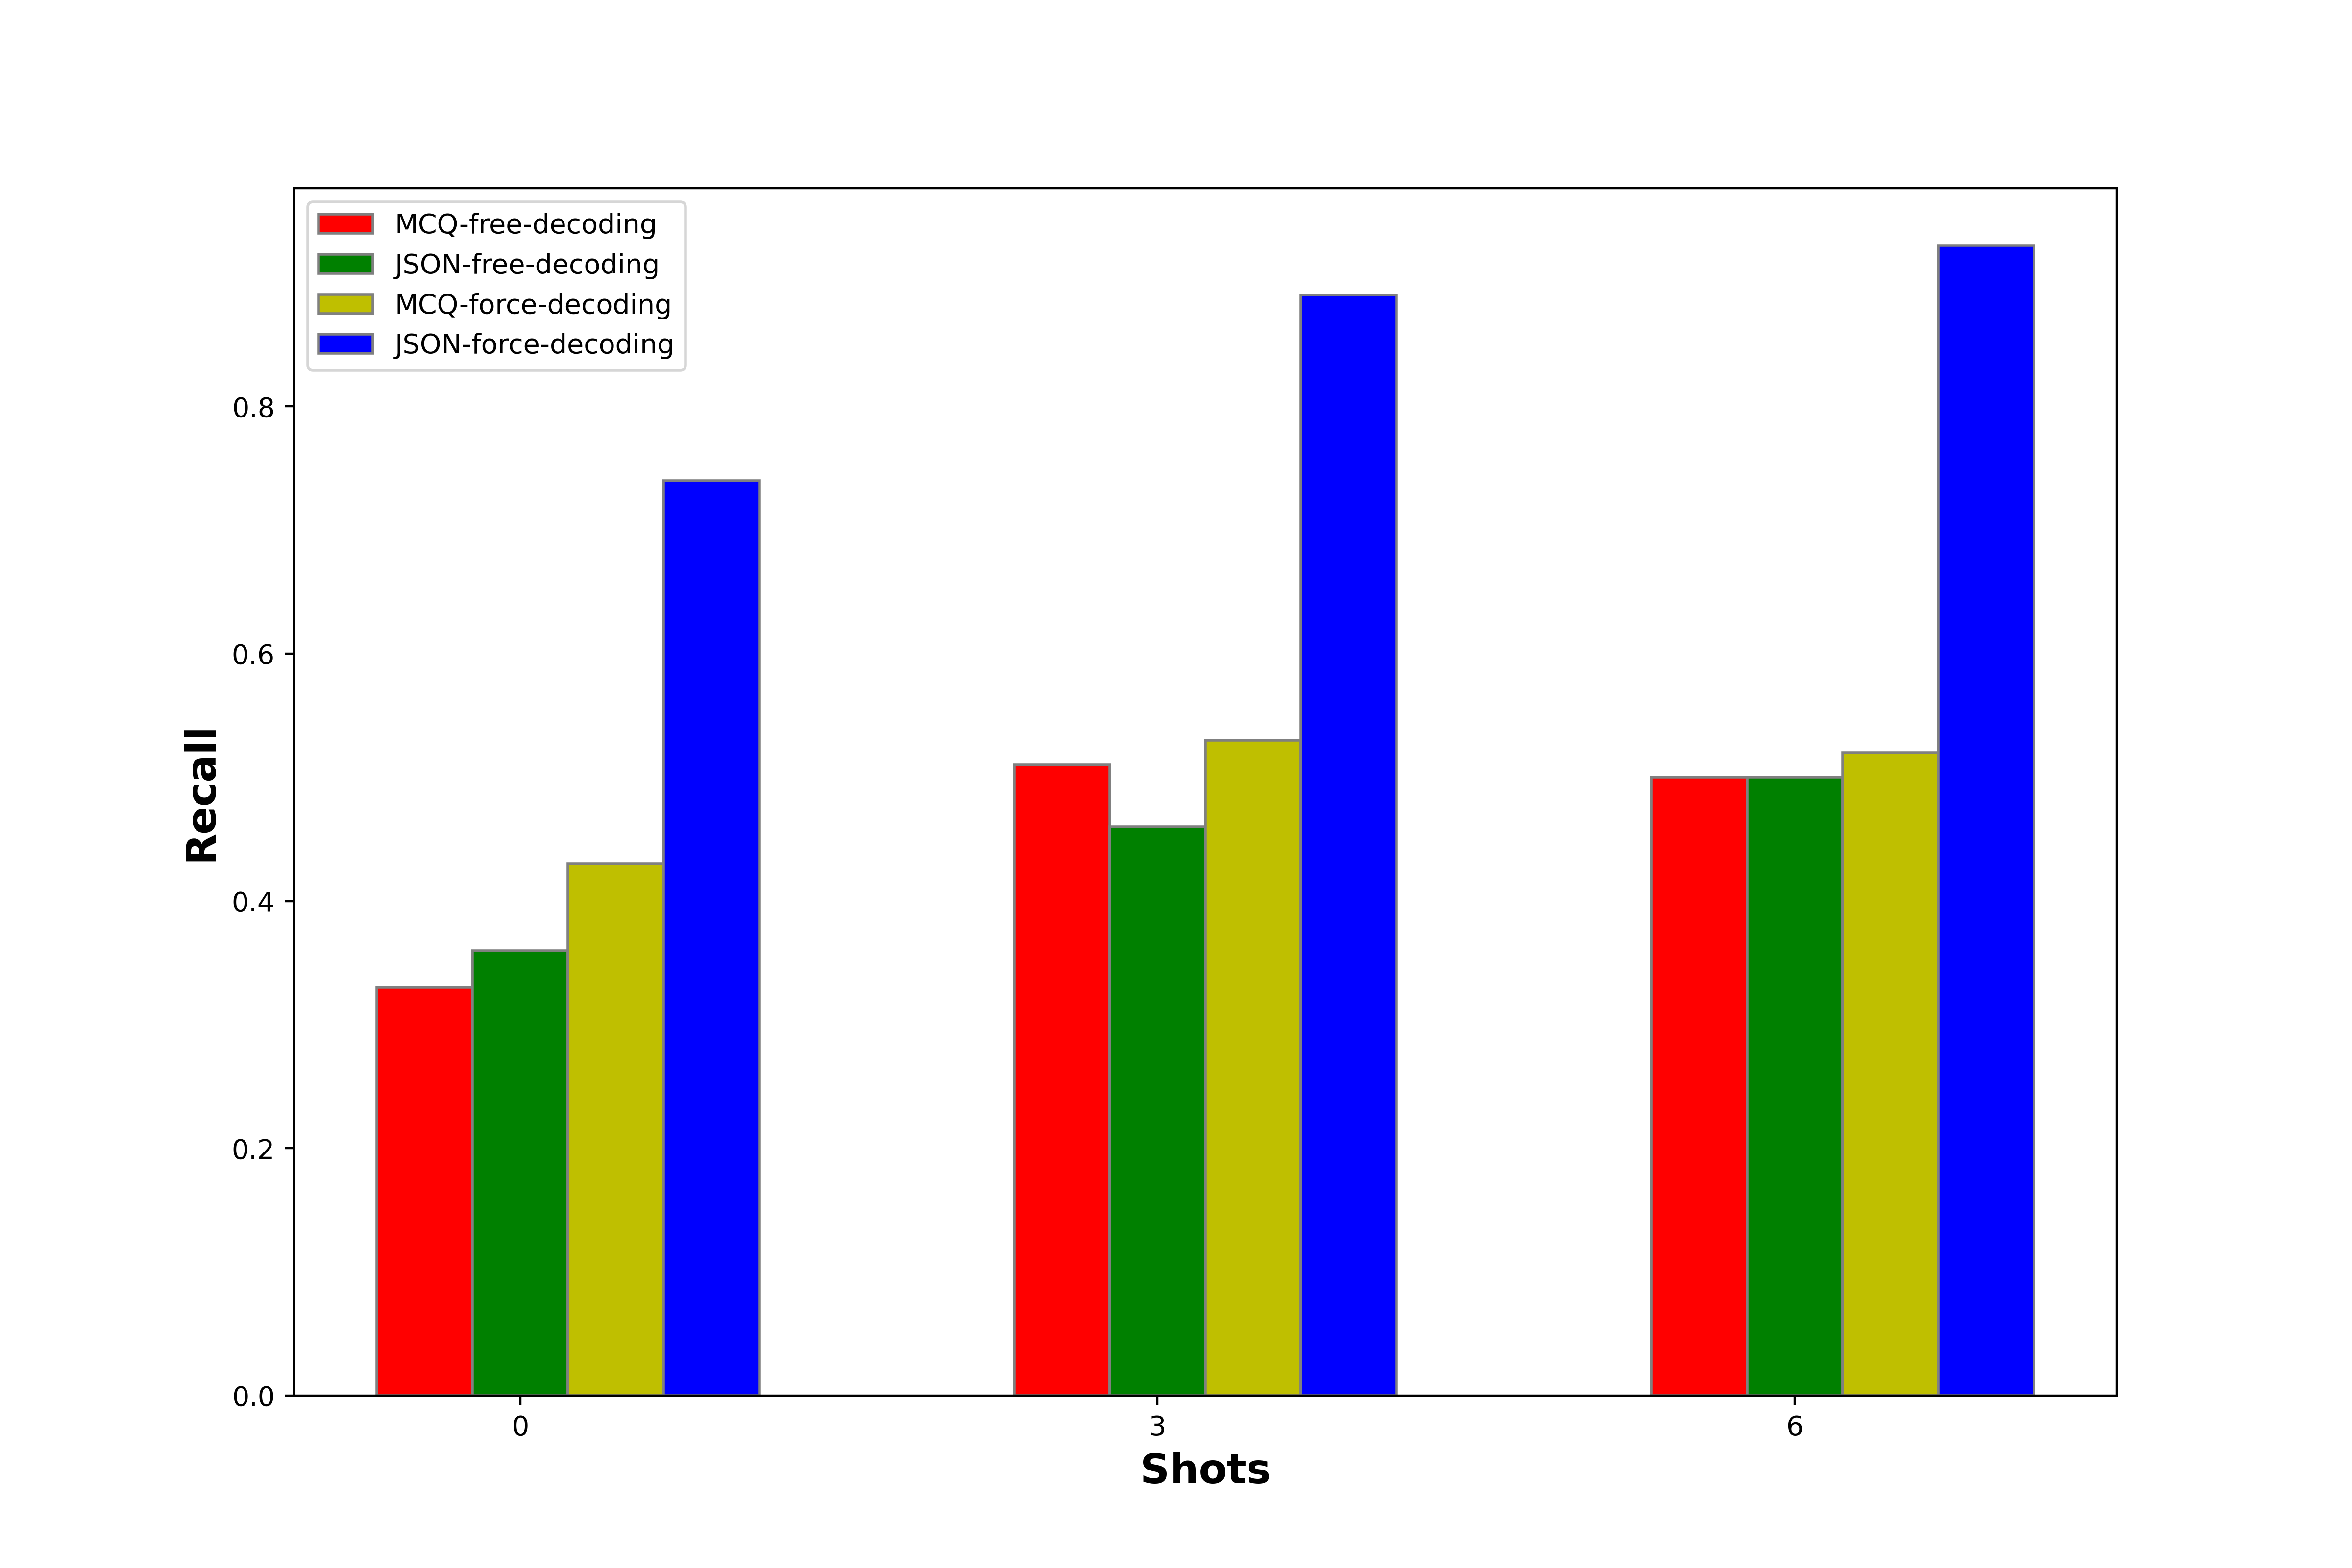 MCQ-free-decoding
JSON-free-decoding
MCQ-force-decoding
JSON-force-decoding
0.8
0.6
0.4
0.2
0.0
Recall
0
3
6
Shots